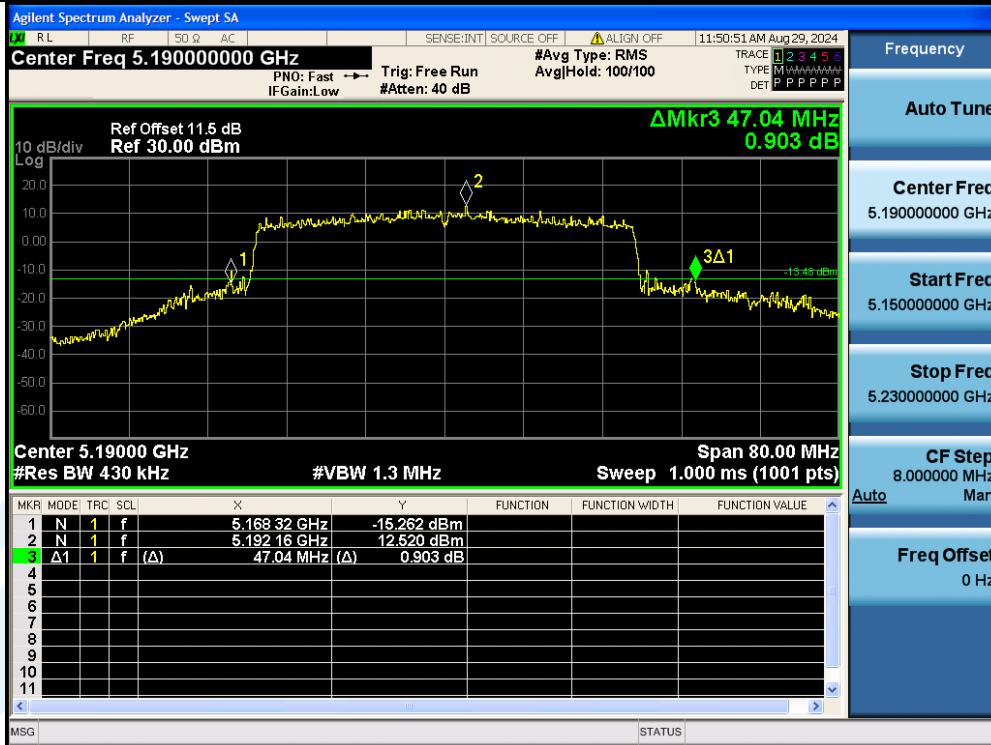 Agilent Spectrum Analyzer - Swept SA
LXI RL RF 50 Ω AC SENSE:INT SOURCE OFF ALIGN OFF 11:50:51 AM Aug 29, 2024
Center Freq 5.190000000 GHz
PNO: Fast
IFGain:Low
Trig: Free Run
#Atten: 40 dB
#Avg Type: RMS
Avg|Hold: 100/100
TRACE 1 2 3 4 5 6
TYPE M WWWWW
DET P P P P P P
ΔMkr3 47.04 MHz
0.903 dB
Ref Offset 11.5 dB
10 dB/div Ref 30.00 dBm
Log
20.0
10.0
0.00
-10.0
-20.0
-30.0
-40.0
-50.0
-60.0
1
2
3Δ1
-13.48 dBm
Center 5.19000 GHz Span 80.00 MHz
#Res BW 430 kHz #VBW 1.3 MHz Sweep 1.000 ms (1001 pts)
MKR MODE TRC SCL X Y FUNCTION FUNCTION WIDTH FUNCTION VALUE
1 N 1 f 5.168 32 GHz -15.262 dBm
2 N 1 f 5.192 16 GHz 12.520 dBm
3 Δ1 1 f (Δ) 47.04 MHz (Δ) 0.903 dB
4
5
6
7
8
9
10
11
MSG STATUS
Frequency
Auto Tune
Center Freq
5.190000000 GHz
Start Freq
5.150000000 GHz
Stop Freq
5.230000000 GHz
CF Step
8.000000 MHz
Auto Man
Freq Offset
0 Hz